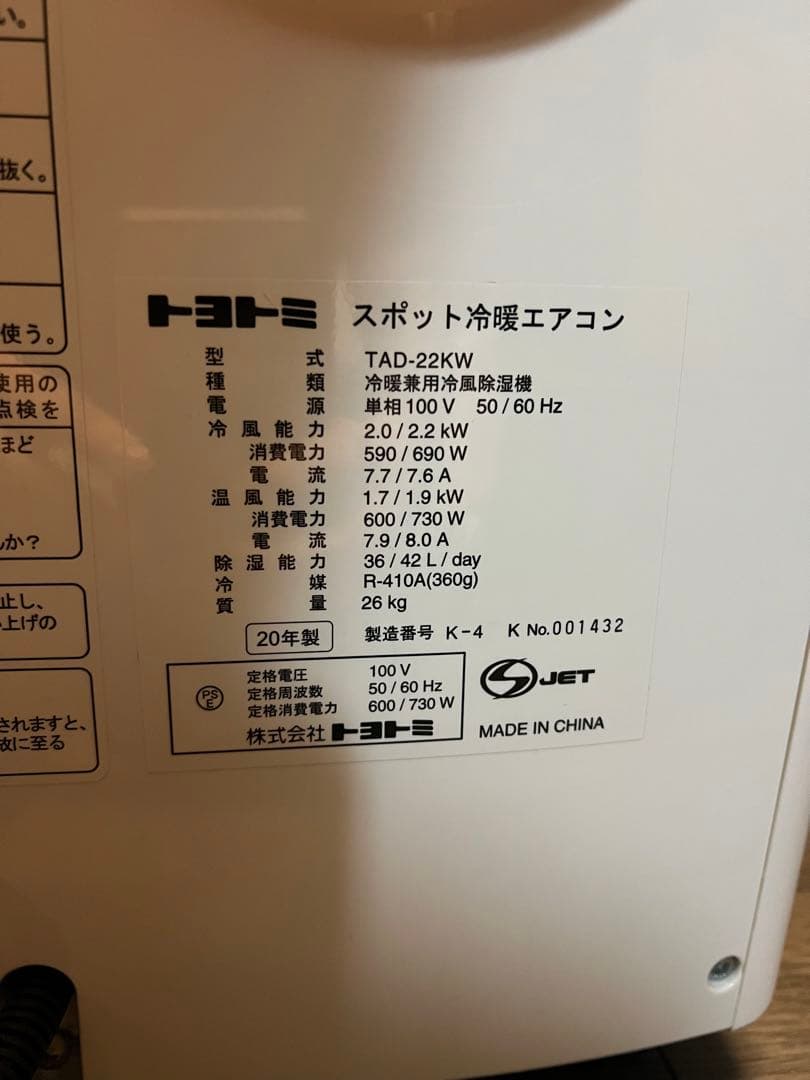 い。
抜く。
使う。
使用の
点検を
ほど
んか?
止し、
上げの
されますと、
故に至る
トヨトミ スポット冷暖エアコン
型式 TAD-22KW
種類 冷暖兼用冷風除湿機
電源 単相100V 50/60 Hz
冷風能力 2.0/2.2 kW
消費電力 590/690 W
電流 7.7/7.6 A
温風能力 1.7/1.9 kW
消費電力 600/730 W
電流 7.9/8.0 A
除湿能力 36/42 L/day
冷媒 R-410A(360g)
質量 26 kg
20年製 製造番号 K-4 K No.001432
PSE
定格電圧 100 V
定格周波数 50/60 Hz
定格消費電力 600/730 W
株式会社トヨトミ
S JET
MADE IN CHINA